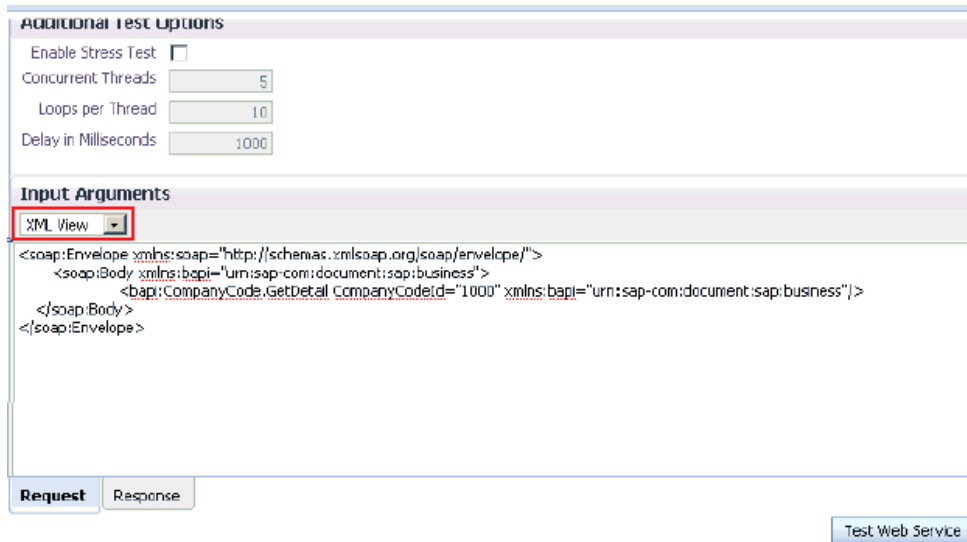 Additional Test Options
Enable Stress Test
Concurrent Threads 5
Loops per Thread 10
Delay in Milliseconds 1000
Input Arguments
XML View
<soap:Envelope xmlns:soap="http://schemas.xmlsoap.org/soap/envelope/">
<soap:Body xmlns:bapi="urn:sap-com:document:sap:business">
<bapi:CompanyCode.GetDetail CompanyCodeId="1000" xmlns:bapi="urn:sap-com:document:sap:business"/>
</soap:Body>
</soap:Envelope>
Request Response
Test Web Service